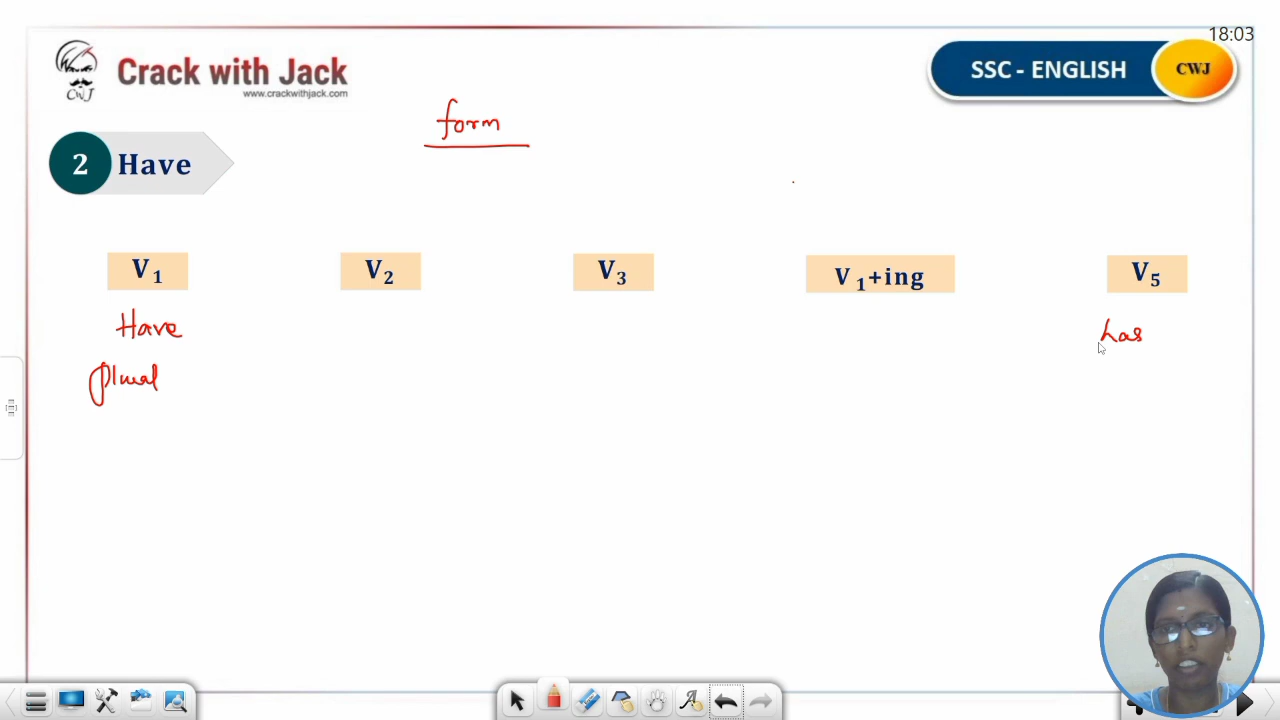 18:03
Crack with Jack
www.crackwithjack.com
CWJ
SSC - ENGLISH
CWJ
form
2 Have
V1 V2 V3 V1+ing V5
Have has
plural